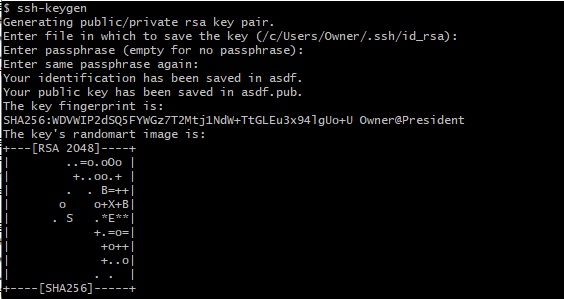 $ ssh-keygen
Generating public/private rsa key pair.
Enter file in which to save the key (/c/Users/Owner/.ssh/id_rsa):
Enter passphrase (empty for no passphrase):
Enter same passphrase again:
Your identification has been saved in asdf.
Your public key has been saved in asdf.pub.
The key fingerprint is:
SHA256:WDVWIP2dSQ5FYWGz7T2Mtj1NdW+TtGLEu3x94lgUo+U Owner@President
The key's randomart image is:
+---[RSA 2048]----+
|        ..=o.oOo |
|         +..oo.+ |
|        .  . B=++|
|       o    o+X+B|
|      . S   .*E**|
|            +.=o=|
|             +o++|
|             +..o|
|            . .  |
+----[SHA256]-----+